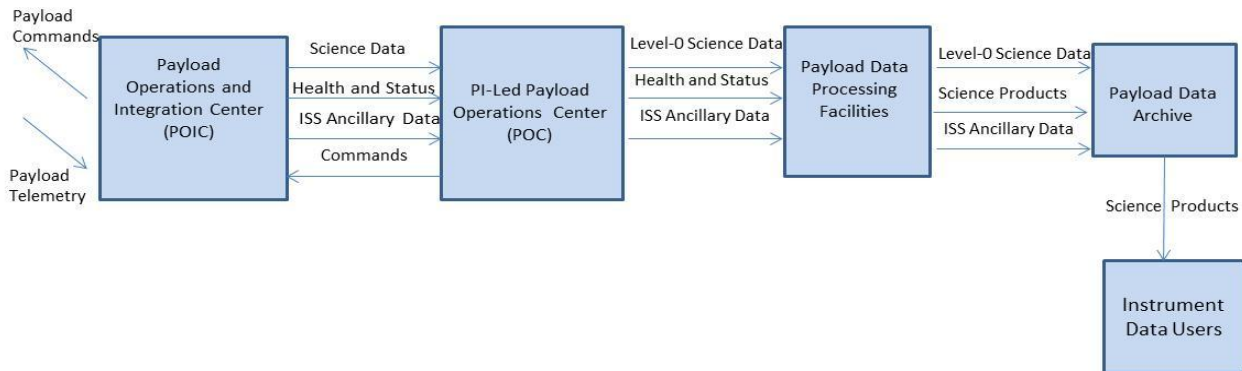 Payload
Commands
Payload
Telemetry
Payload
Operations and
Integration Center
(POIC)
Science Data
Health and Status
ISS Ancillary Data
Commands
PI-Led Payload
Operations Center
(POC)
Level-0 Science Data
Health and Status
ISS Ancillary Data
Payload Data
Processing
Facilities
Level-0 Science Data
Science Products
ISS Ancillary Data
Payload Data
Archive
Science Products
Instrument
Data Users